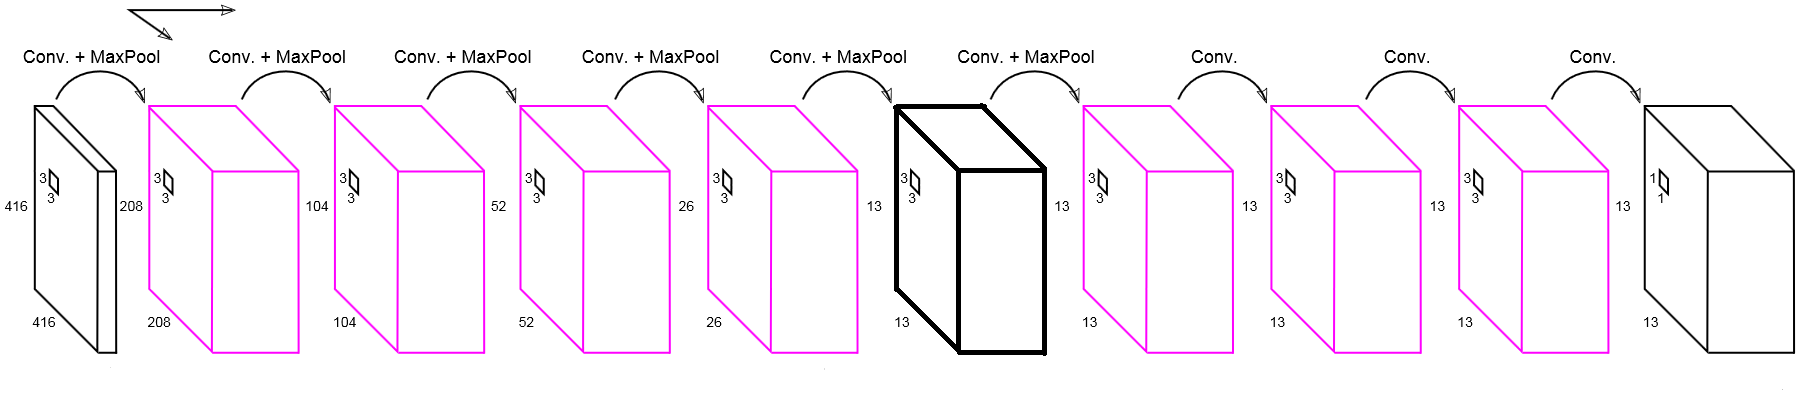 Conv. + MaxPool Conv. + MaxPool Conv. + MaxPool Conv. + MaxPool Conv. + MaxPool Conv. + MaxPool Conv. Conv. Conv.
3 3 3 3 3 3 3 3 3 1
3 3 3 3 3 3 3 3 3 1
416 208 104 52 26 13 13 13 13 13
416 208 104 52 26 13 13 13 13 13